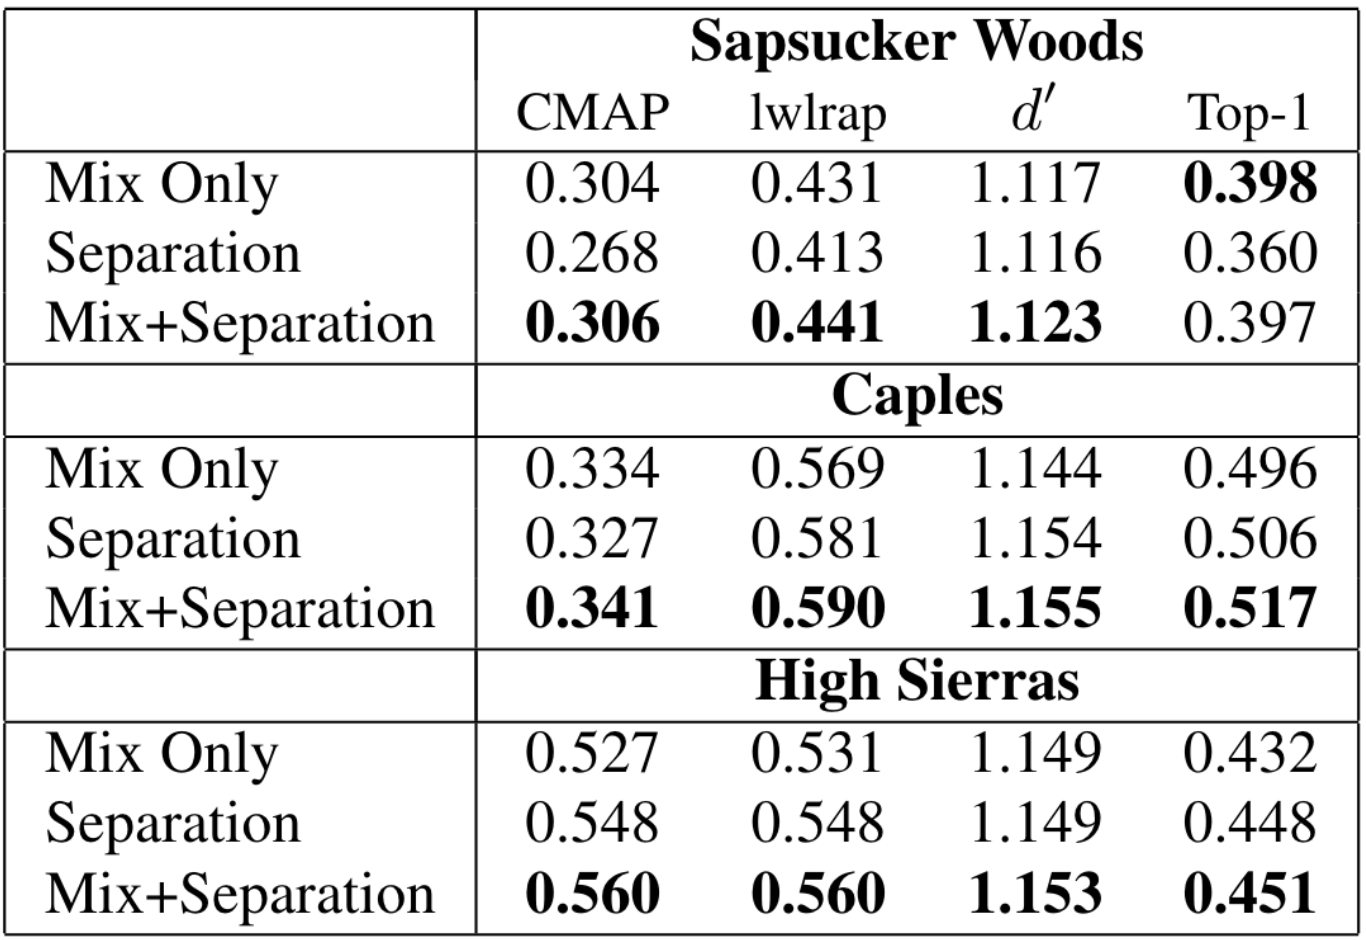 Sapsucker Woods
CMAP lwlrap d′ Top-1
Mix Only 0.304 0.431 1.117 0.398
Separation 0.268 0.413 1.116 0.360
Mix+Separation 0.306 0.441 1.123 0.397
Caples
Mix Only 0.334 0.569 1.144 0.496
Separation 0.327 0.581 1.154 0.506
Mix+Separation 0.341 0.590 1.155 0.517
High Sierras
Mix Only 0.527 0.531 1.149 0.432
Separation 0.548 0.548 1.149 0.448
Mix+Separation 0.560 0.560 1.153 0.451